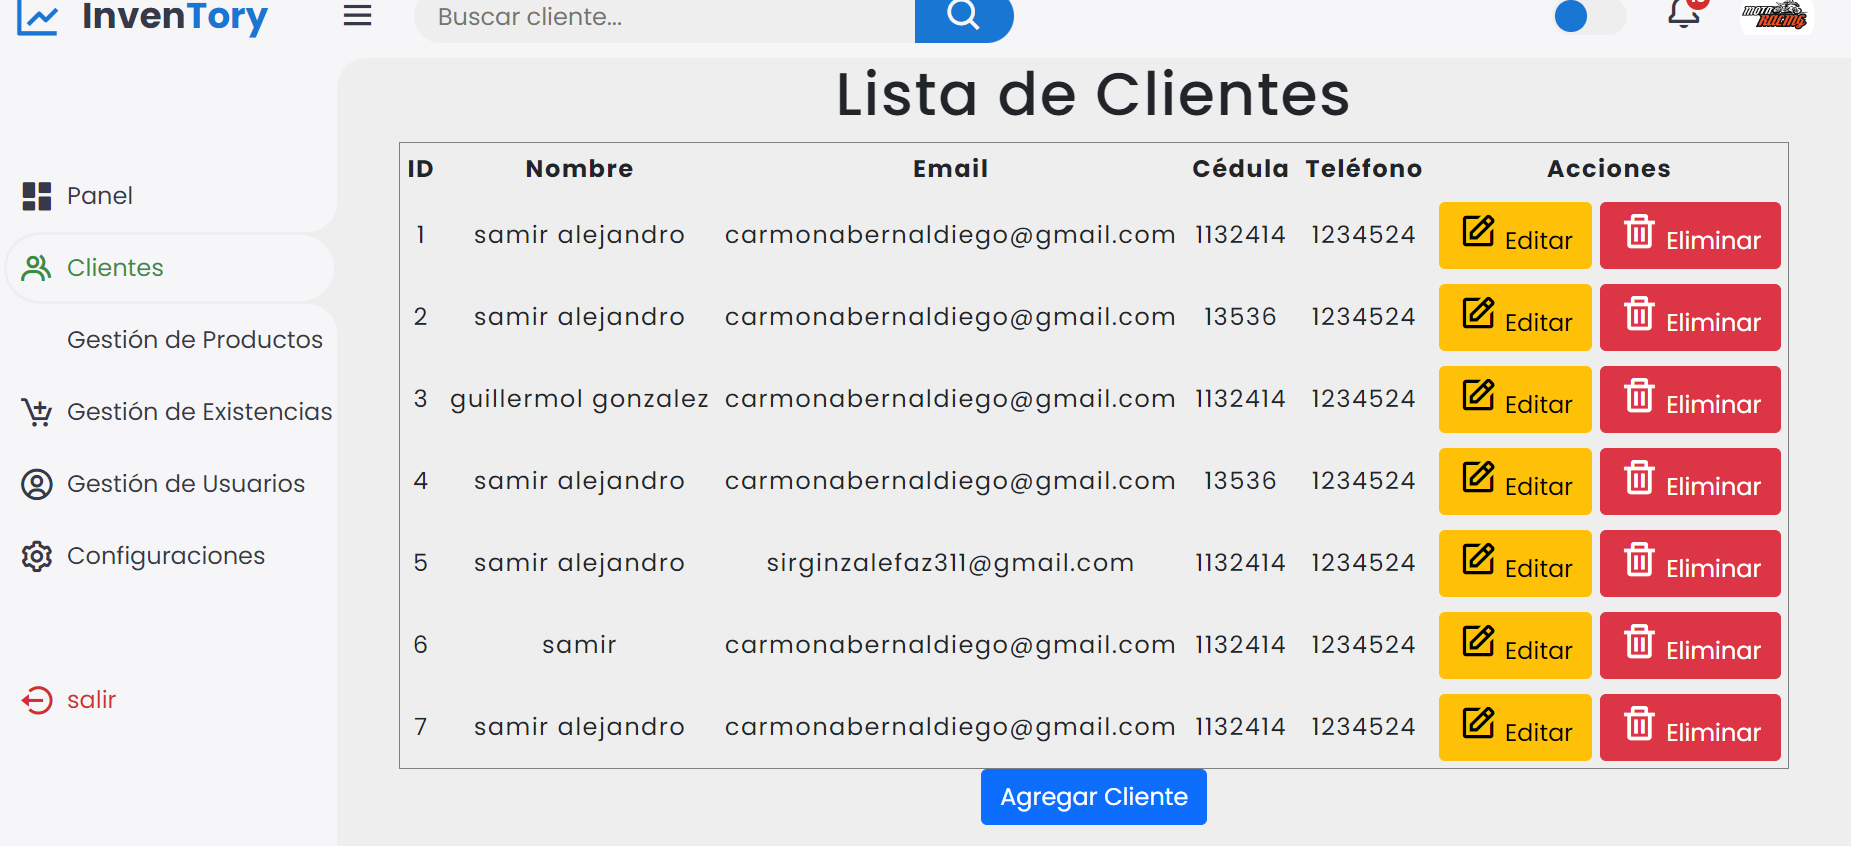 InvenTory
Buscar cliente...
MOTO
RACING
Lista de Clientes
Panel
Clientes
Gestión de Productos
Gestión de Existencias
Gestión de Usuarios
Configuraciones
salir
ID Nombre Email Cédula Teléfono Acciones
1 samir alejandro carmonabernaldiego@gmail.com 1132414 1234524 Editar Eliminar
2 samir alejandro carmonabernaldiego@gmail.com 13536 1234524 Editar Eliminar
3 guillermol gonzalez carmonabernaldiego@gmail.com 1132414 1234524 Editar Eliminar
4 samir alejandro carmonabernaldiego@gmail.com 13536 1234524 Editar Eliminar
5 samir alejandro sirginzalefaz311@gmail.com 1132414 1234524 Editar Eliminar
6 samir carmonabernaldiego@gmail.com 1132414 1234524 Editar Eliminar
7 samir alejandro carmonabernaldiego@gmail.com 1132414 1234524 Editar Eliminar
Agregar Cliente